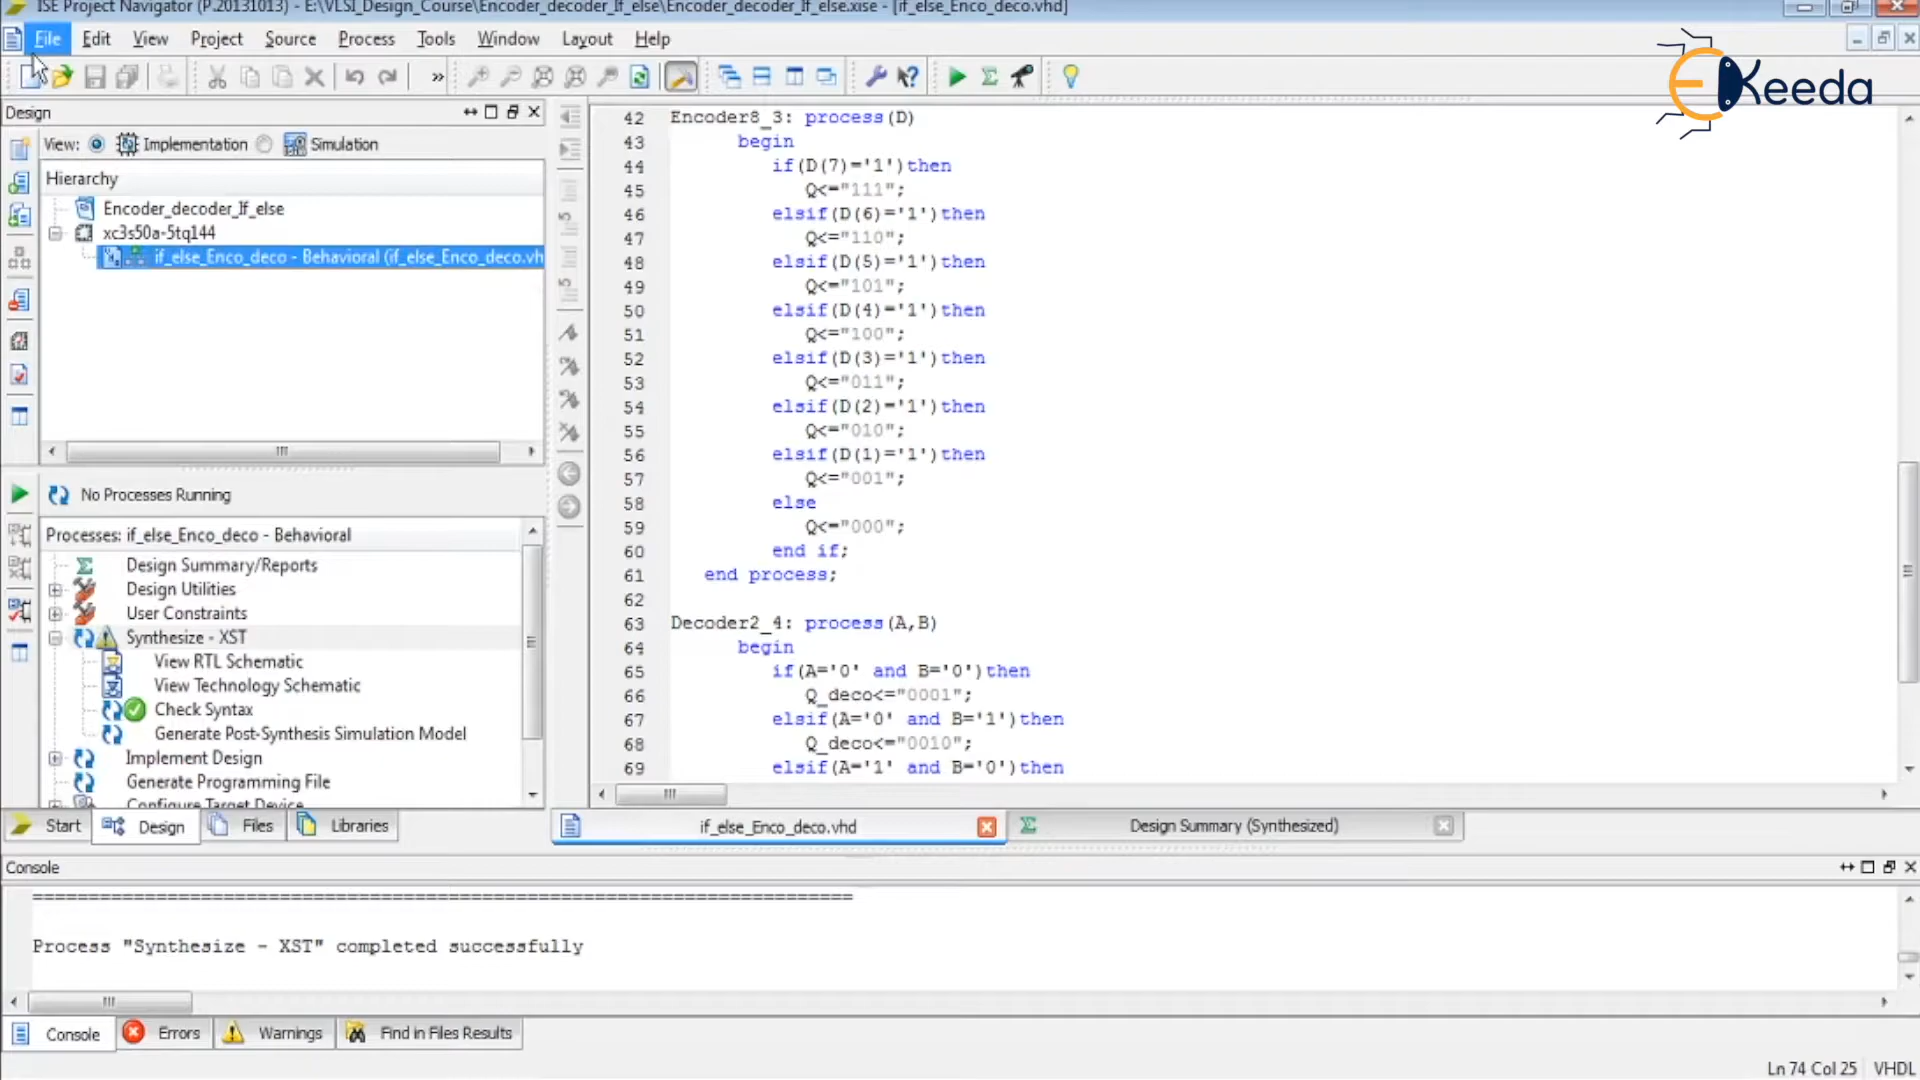 ISE Project Navigator (P.20131013) - E:\VLSI_Design_Course\Encoder_decoder_If_else\Encoder_decoder_If_else.xise - [if_else_Enco_deco.vhd]
File Edit View Project Source Process Tools Window Layout Help
EKeeda
Design
View: Implementation Simulation
Hierarchy
Encoder_decoder_If_else
xc3s50a-5tq144
if_else_Enco_deco - Behavioral (if_else_Enco_deco.vh
No Processes Running
Processes: if_else_Enco_deco - Behavioral
Design Summary/Reports
Design Utilities
User Constraints
Synthesize - XST
View RTL Schematic
View Technology Schematic
Check Syntax
Generate Post-Synthesis Simulation Model
Implement Design
Generate Programming File
Configure Target Device
Start Design Files Libraries
42 Encoder8_3: process(D)
43 begin
44 if(D(7)='1')then
45 Q<="111";
46 elsif(D(6)='1')then
47 Q<="110";
48 elsif(D(5)='1')then
49 Q<="101";
50 elsif(D(4)='1')then
51 Q<="100";
52 elsif(D(3)='1')then
53 Q<="011";
54 elsif(D(2)='1')then
55 Q<="010";
56 elsif(D(1)='1')then
57 Q<="001";
58 else
59 Q<="000";
60 end if;
61 end process;
62
63 Decoder2_4: process(A,B)
64 begin
65 if(A='0' and B='0')then
66 Q_deco<="0001";
67 elsif(A='0' and B='1')then
68 Q_deco<="0010";
69 elsif(A='1' and B='0')then
if_else_Enco_deco.vhd Design Summary (Synthesized)
Console
=========================================================================
Process "Synthesize - XST" completed successfully
Console Errors Warnings Find in Files Results
Ln 74 Col 25 VHDL